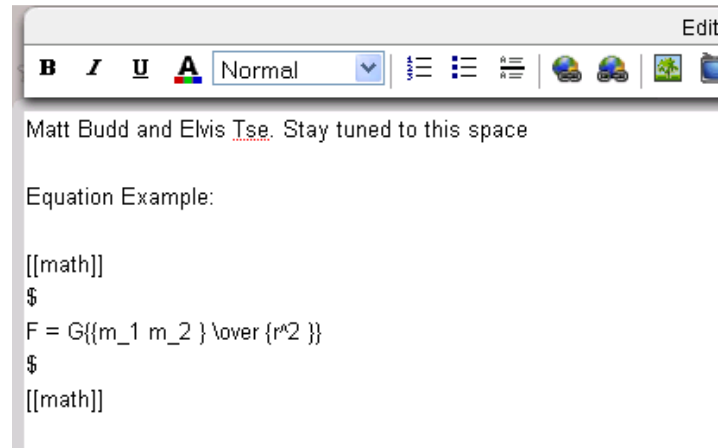 Edit
B I U A Normal
Matt Budd and Elvis Tse. Stay tuned to this space
Equation Example:
[[math]]
$
F = G{{m_1 m_2 } \over {r^2 }}
$
[[math]]